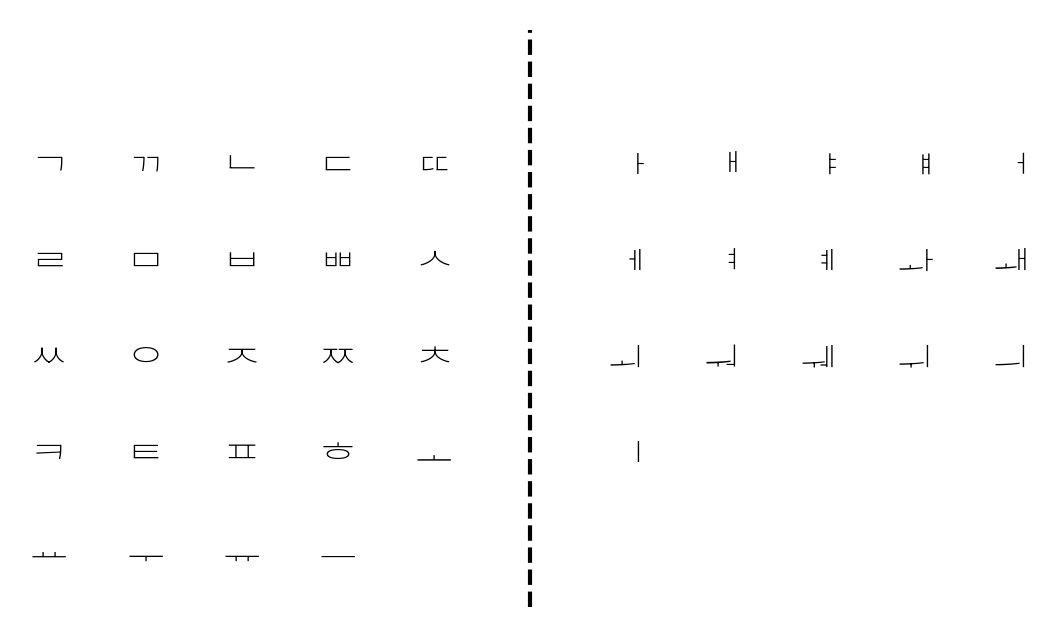 ㄱ ㄲ ㄴ ㄷ ㄸ
ㄹ ㅁ ㅂ ㅃ ㅅ
ㅆ ㅇ ㅈ ㅉ ㅊ
ㅋ ㅌ ㅍ ㅎ ㅗ
ㅛ ㅜ ㅠ ㅡ
ㅏ ㅐ ㅑ ㅒ ㅓ
ㅔ ㅕ ㅖ ㅘ ㅙ
ㅚ ㅝ ㅞ ㅟ ㅢ
ㅣ